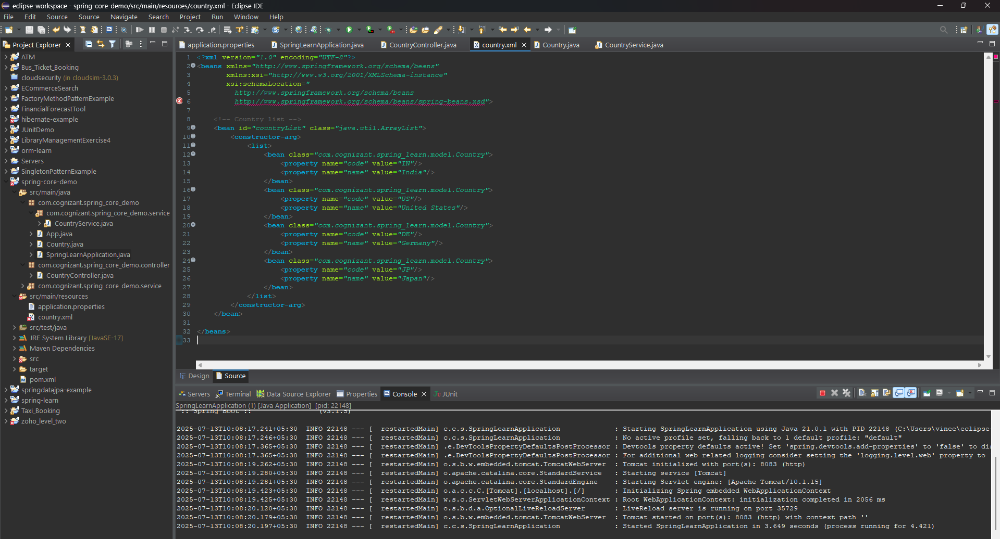 eclipse-workspace - spring-core-demo/src/main/resources/country.xml - Eclipse IDE
File Edit Source Source Navigate Search Project Run Window Help
Project Explorer
ATM
Bus_Ticket_Booking
cloudsecurity (in cloudsim-3.0.3)
ECommerceSearch
FactoryMethodPatternExample
FinancialForecastTool
hibernate-example
JUnitDemo
LibraryManagementExercise4
orm-learn
Servers
SingletonPatternExample
spring-core-demo
src/main/java
com.cognizant.spring_core_demo
com.cognizant.spring_core_demo.service
CountryService.java
App.java
Country.java
SpringLearnApplication.java
com.cognizant.spring_core_demo.controller
CountryController.java
com.cognizant.spring_core_demo.service
src/main/resources
application.properties
country.xml
src/test/java
JRE System Library [JavaSE-17]
Maven Dependencies
src
target
pom.xml
springdatajpa-example
spring-learn
Taxi_Booking
zoho_level_two
application.properties SpringLearnApplication.java CountryController.java country.xml Country.java CountryService.java
1 <?xml version="1.0" encoding="UTF-8"?>
2 <beans xmlns="http://www.springframework.org/schema/beans"
3 xmlns:xsi="http://www.w3.org/2001/XMLSchema-instance"
4 xsi:schemaLocation="
5 http://www.springframework.org/schema/beans
6 http://www.springframework.org/schema/beans/spring-beans.xsd">
7
8 <!-- Country list -->
9 <bean id="countryList" class="java.util.ArrayList">
10 <constructor-arg>
11 <list>
12 <bean class="com.cognizant.spring_learn.model.Country">
13 <property name="code" value="IN"/>
14 <property name="name" value="India"/>
15 </bean>
16 <bean class="com.cognizant.spring_learn.model.Country">
17 <property name="code" value="US"/>
18 <property name="name" value="United States"/>
19 </bean>
20 <bean class="com.cognizant.spring_learn.model.Country">
21 <property name="code" value="DE"/>
22 <property name="name" value="Germany"/>
23 </bean>
24 <bean class="com.cognizant.spring_learn.model.Country">
25 <property name="code" value="JP"/>
26 <property name="name" value="Japan"/>
27 </bean>
28 </list>
29 </constructor-arg>
30 </bean>
31
32 </beans>
33
Design Source
Servers Terminal Data Source Explorer Properties Console Ju JUnit
SpringLearnApplication (1) [Java Application] [pid: 22148]
:: Spring Boot :: (v3.1.5)
2025-07-13T10:08:17.241+05:30 INFO 22148 --- [ restartedMain] c.c.s.SpringLearnApplication : Starting SpringLearnApplication using Java 21.0.1 with PID 22148 (C:\Users\vinee\eclipse-
2025-07-13T10:08:17.246+05:30 INFO 22148 --- [ restartedMain] c.c.s.SpringLearnApplication : No active profile set, falling back to 1 default profile: "default"
2025-07-13T10:08:17.365+05:30 INFO 22148 --- [ restartedMain] .e.DevToolsPropertyDefaultsPostProcessor : Devtools property defaults active! Set 'spring.devtools.add-properties' to 'false' to dis
2025-07-13T10:08:17.365+05:30 INFO 22148 --- [ restartedMain] .e.DevToolsPropertyDefaultsPostProcessor : For additional web related logging consider setting the 'logging.level.web' property to
2025-07-13T10:08:19.262+05:30 INFO 22148 --- [ restartedMain] o.s.b.w.embedded.tomcat.TomcatWebServer : Tomcat initialized with port(s): 8083 (http)
2025-07-13T10:08:19.280+05:30 INFO 22148 --- [ restartedMain] o.apache.catalina.core.StandardService : Starting service [Tomcat]
2025-07-13T10:08:19.281+05:30 INFO 22148 --- [ restartedMain] o.apache.catalina.core.StandardEngine : Starting Servlet engine: [Apache Tomcat/10.1.15]
2025-07-13T10:08:19.423+05:30 INFO 22148 --- [ restartedMain] o.a.c.c.C.[Tomcat].[localhost].[/] : Initializing Spring embedded WebApplicationContext
2025-07-13T10:08:19.425+05:30 INFO 22148 --- [ restartedMain] w.s.c.ServletWebServerApplicationContext : Root WebApplicationContext: initialization completed in 2056 ms
2025-07-13T10:08:20.120+05:30 INFO 22148 --- [ restartedMain] o.s.b.d.a.OptionalLiveReloadServer : LiveReload server is running on port 35729
2025-07-13T10:08:20.179+05:30 INFO 22148 --- [ restartedMain] o.s.b.w.embedded.tomcat.TomcatWebServer : Tomcat started on port(s): 8083 (http) with context path ''
2025-07-13T10:08:20.197+05:30 INFO 22148 --- [ restartedMain] c.c.s.SpringLearnApplication : Started SpringLearnApplication in 3.649 seconds (process running for 4.421)